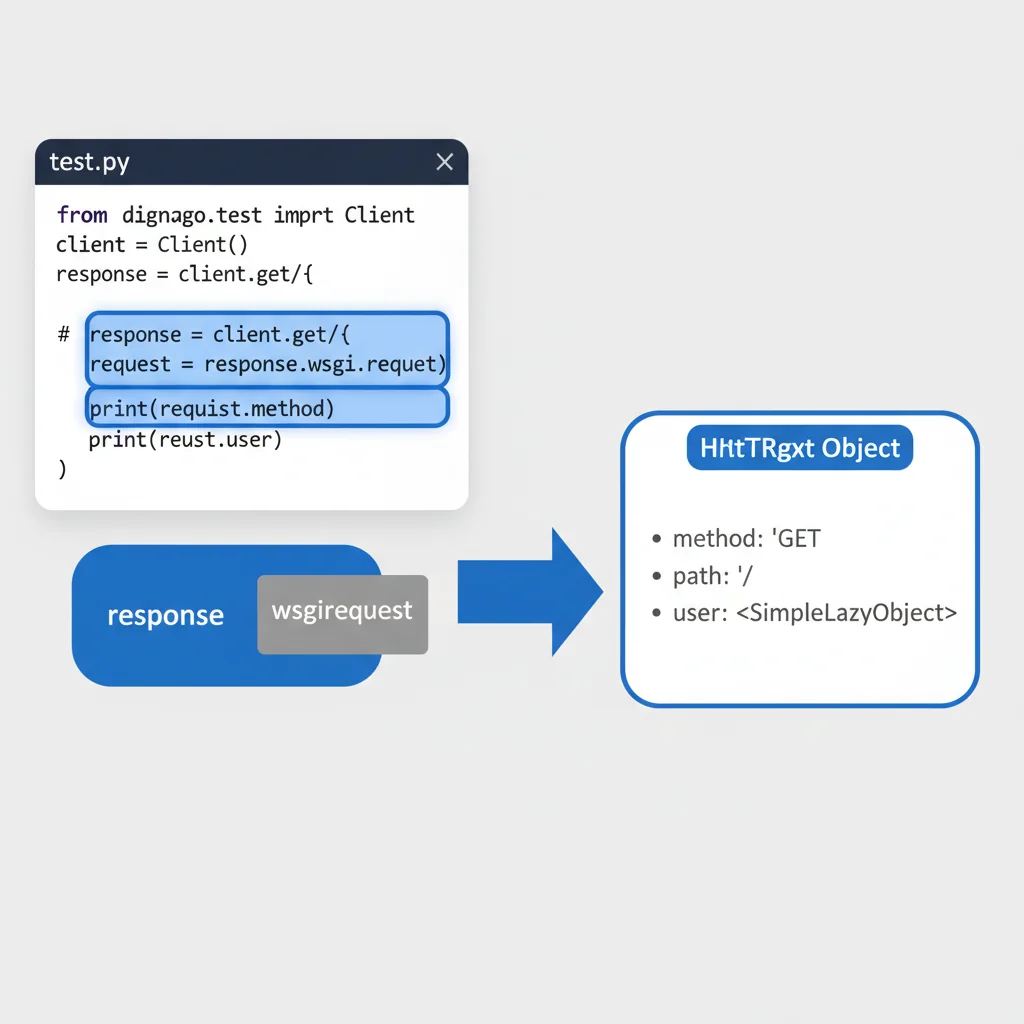 test.py
from dignago.test imprt Client
client = Client()
response = client.get/{
# response = client.get/{
request = response.wsgi.requet)
print(requist.method)
print(reust.user)
)
response
wsgirequest
HttTRgxt Object
• method: 'GET
• path: '/
• user: <SimpleLazyObject>